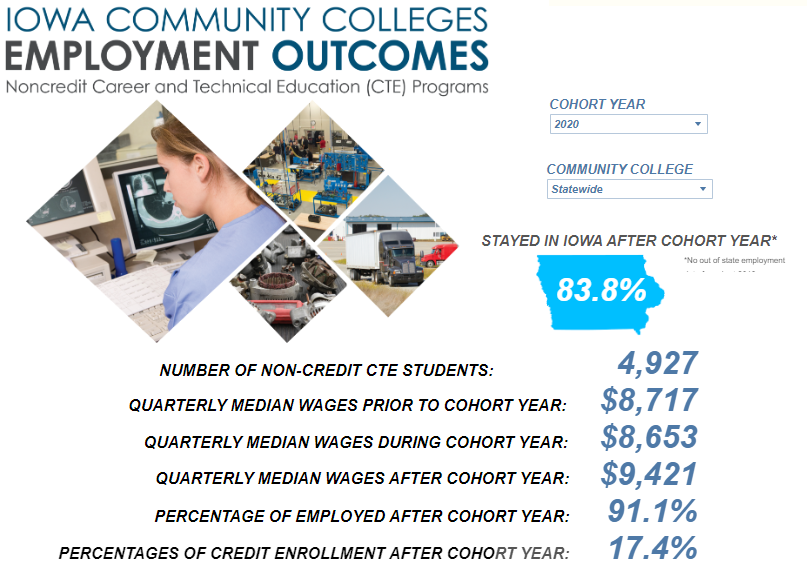 IOWA COMMUNITY COLLEGES
EMPLOYMENT OUTCOMES
Noncredit Career and Technical Education (CTE) Programs
COHORT YEAR
2020
COMMUNITY COLLEGE
Statewide
STAYED IN IOWA AFTER COHORT YEAR*
*No out of state employment
83.8%
NUMBER OF NON-CREDIT CTE STUDENTS: 4,927
QUARTERLY MEDIAN WAGES PRIOR TO COHORT YEAR: $8,717
QUARTERLY MEDIAN WAGES DURING COHORT YEAR: $8,653
QUARTERLY MEDIAN WAGES AFTER COHORT YEAR: $9,421
PERCENTAGE OF EMPLOYED AFTER COHORT YEAR: 91.1%
PERCENTAGES OF CREDIT ENROLLMENT AFTER COHORT YEAR: 17.4%